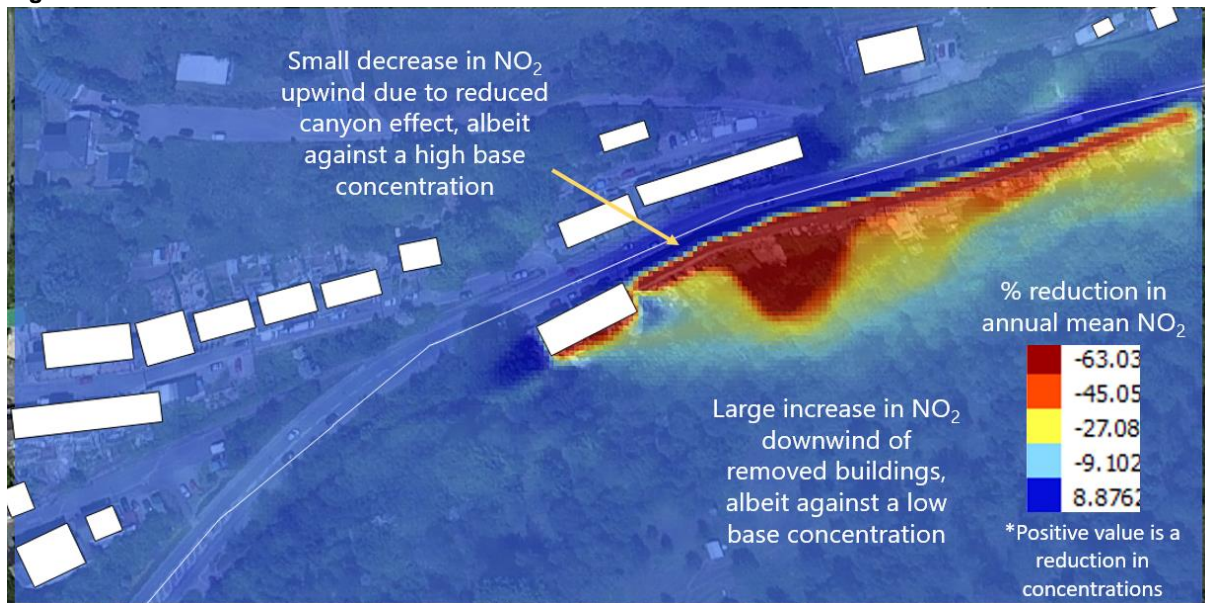 Small decrease in NO₂
upwind due to reduced
canyon effect, albeit
against a high base
concentration
Large increase in NO₂
downwind of
removed buildings,
albeit against a low
base concentration
% reduction in
annual mean NO₂
-63.03
-45.05
-27.08
-9.102
8.8762
*Positive value is a
reduction in
concentrations